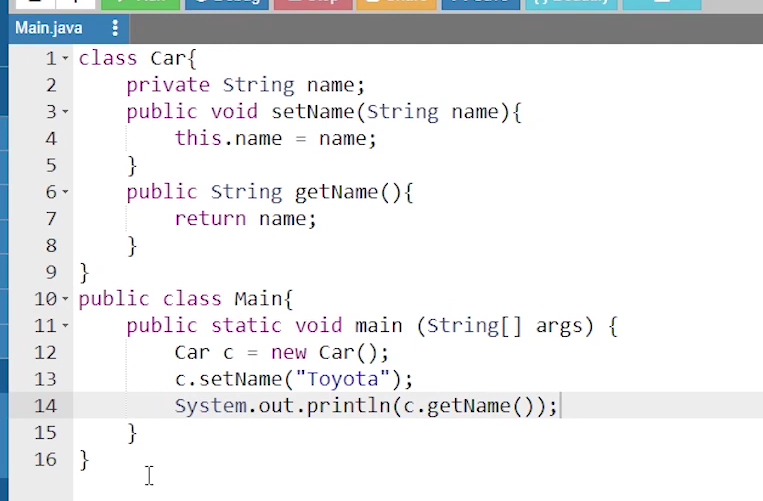 Main.java
1 class Car{
2 private String name;
3 public void setName(String name){
4 this.name = name;
5 }
6 public String getName(){
7 return name;
8 }
9 }
10 public class Main{
11 public static void main (String[] args) {
12 Car c = new Car();
13 c.setName("Toyota");
14 System.out.println(c.getName());
15 }
16 }